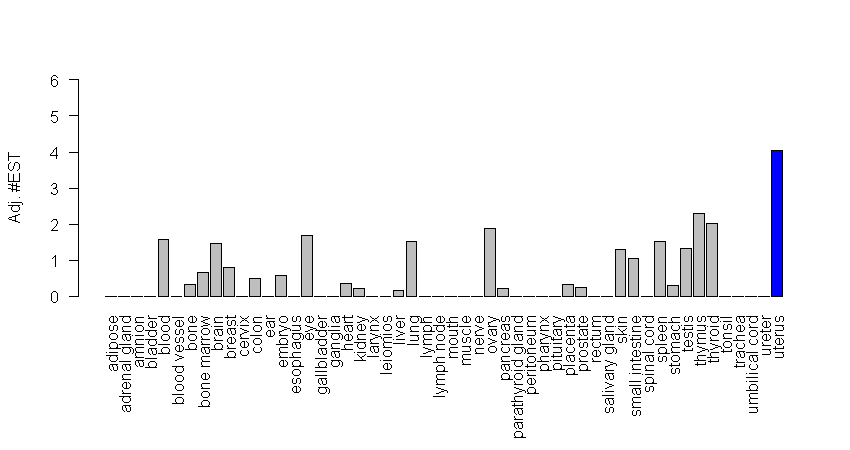 Adj. #EST
6
5
4
3
2
1
0
adipose
adrenal gland
amnion
bladder
blood
blood vessel
bone
bone marrow
brain
breast
cervix
colon
ear
embryo
esophagus
eye
gallbladder
ganglia
heart
kidney
larynx
leiomios
liver
lung
lymph
lymph node
mouth
muscle
nerve
ovary
pancreas
parathyroid gland
peritoneum
pharynx
pituitary
placenta
prostate
rectum
salivary gland
skin
small intestine
spinal cord
spleen
stomach
testis
thymus
thyroid
tonsil
trachea
umbilical cord
ureter
uterus